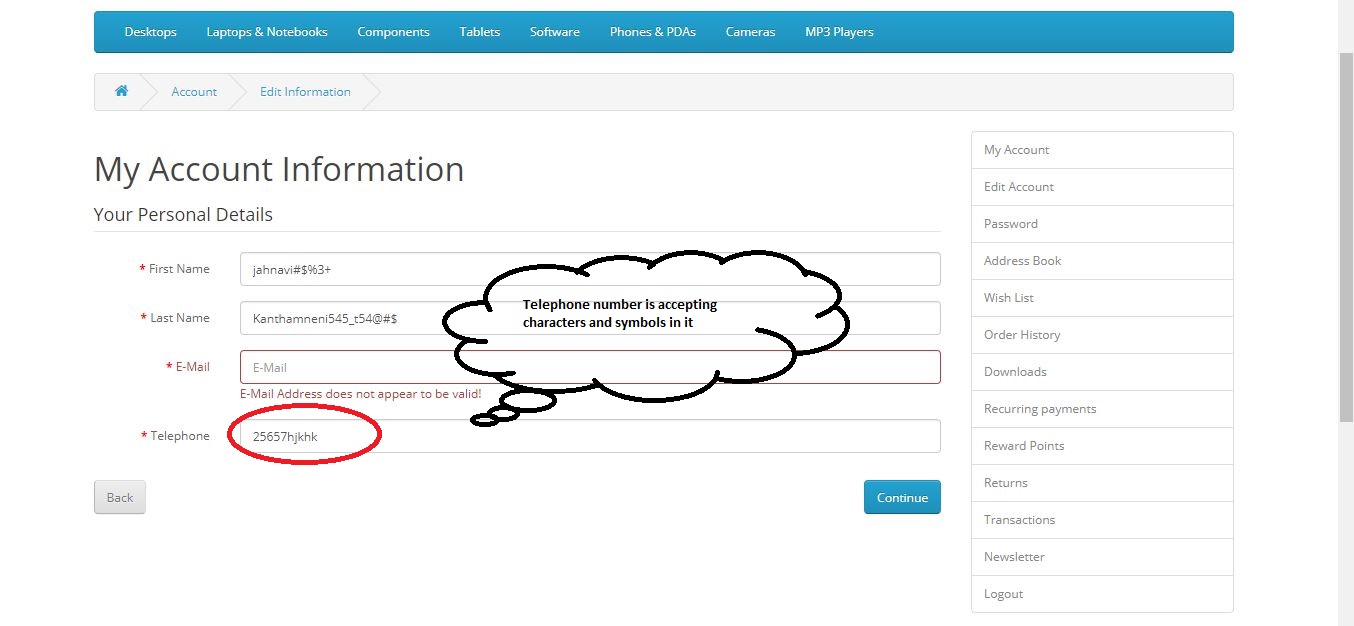 Desktops Laptops & Notebooks Components Tablets Software Phones & PDAs Cameras MP3 Players
Account Edit Information
My Account Information
Your Personal Details
* First Name jahnavi#$%3+
* Last Name Kanthamneni545_t54@#$
* E-Mail E-Mail
E-Mail Address does not appear to be valid!
* Telephone 25657hjkhk
Telephone number is accepting
characters and symbols in it
Back Continue
My Account
Edit Account
Password
Address Book
Wish List
Order History
Downloads
Recurring payments
Reward Points
Returns
Transactions
Newsletter
Logout